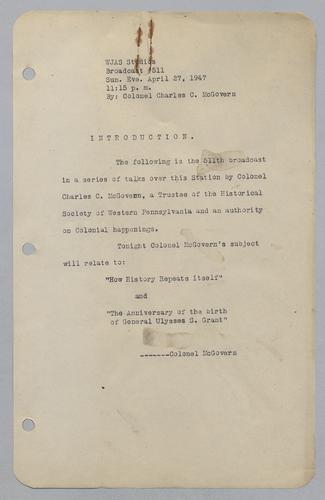 WJAS Studios
Broadcast #511
Sun. Eve. April 27, 1947
11:15 p. m.
By: Colonel Charles C. McGovern
INTRODUCTION.
The following is the 511th broadcast
in a series of talks over this Station by Colonel
Charles C. McGovern, a Trustee of the Historical
Society of Western Pennsylvania and an authority
on Colonial happenings.
Tonight Colonel McGovern's subject
will relate to:
"How History Repeats Itself"
and
"The Anniversary of the birth
of General Ulysses S. Grant"
-------Colonel McGovern